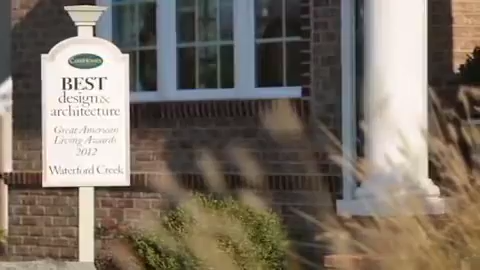 BEST
design &
architecture
Great American
Living Awards
2012
Waterford Creek